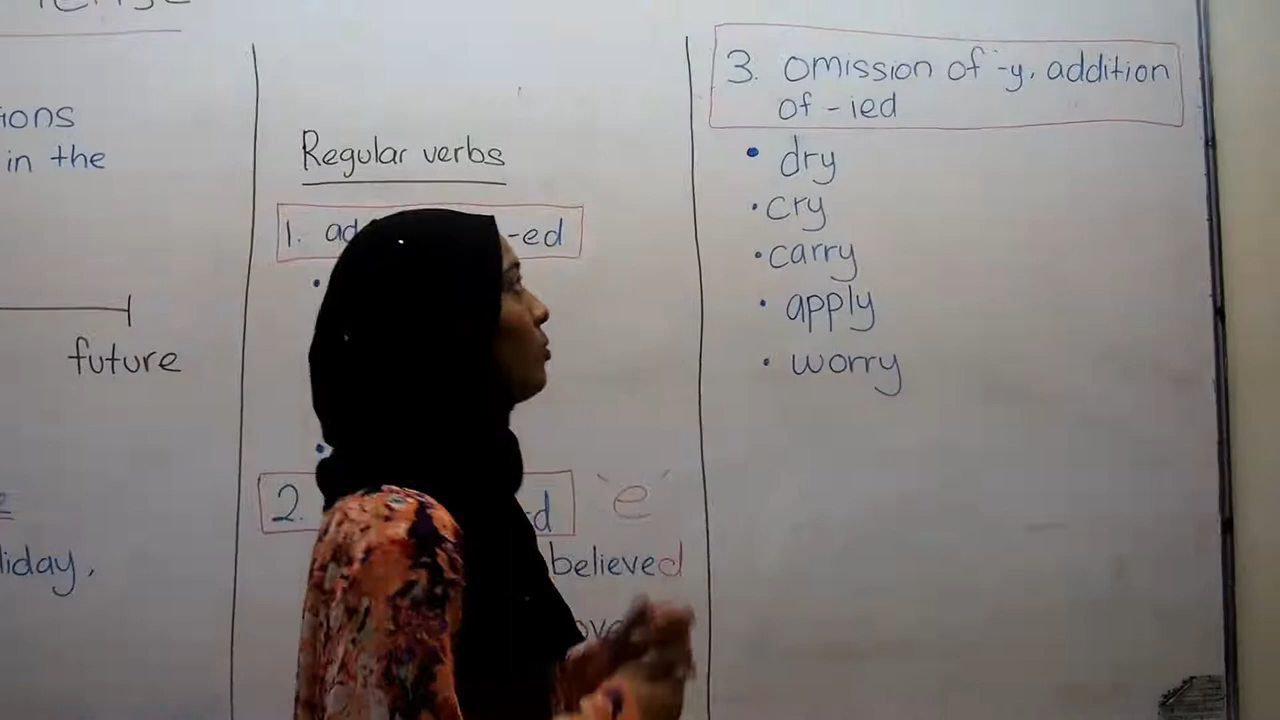 ions
in the
future
liday,
Regular verbs
1. -ed
2. -d 'e'
believed
3. omission of -y, addition
of - ied
• dry
• cry
• carry
• apply
• worry